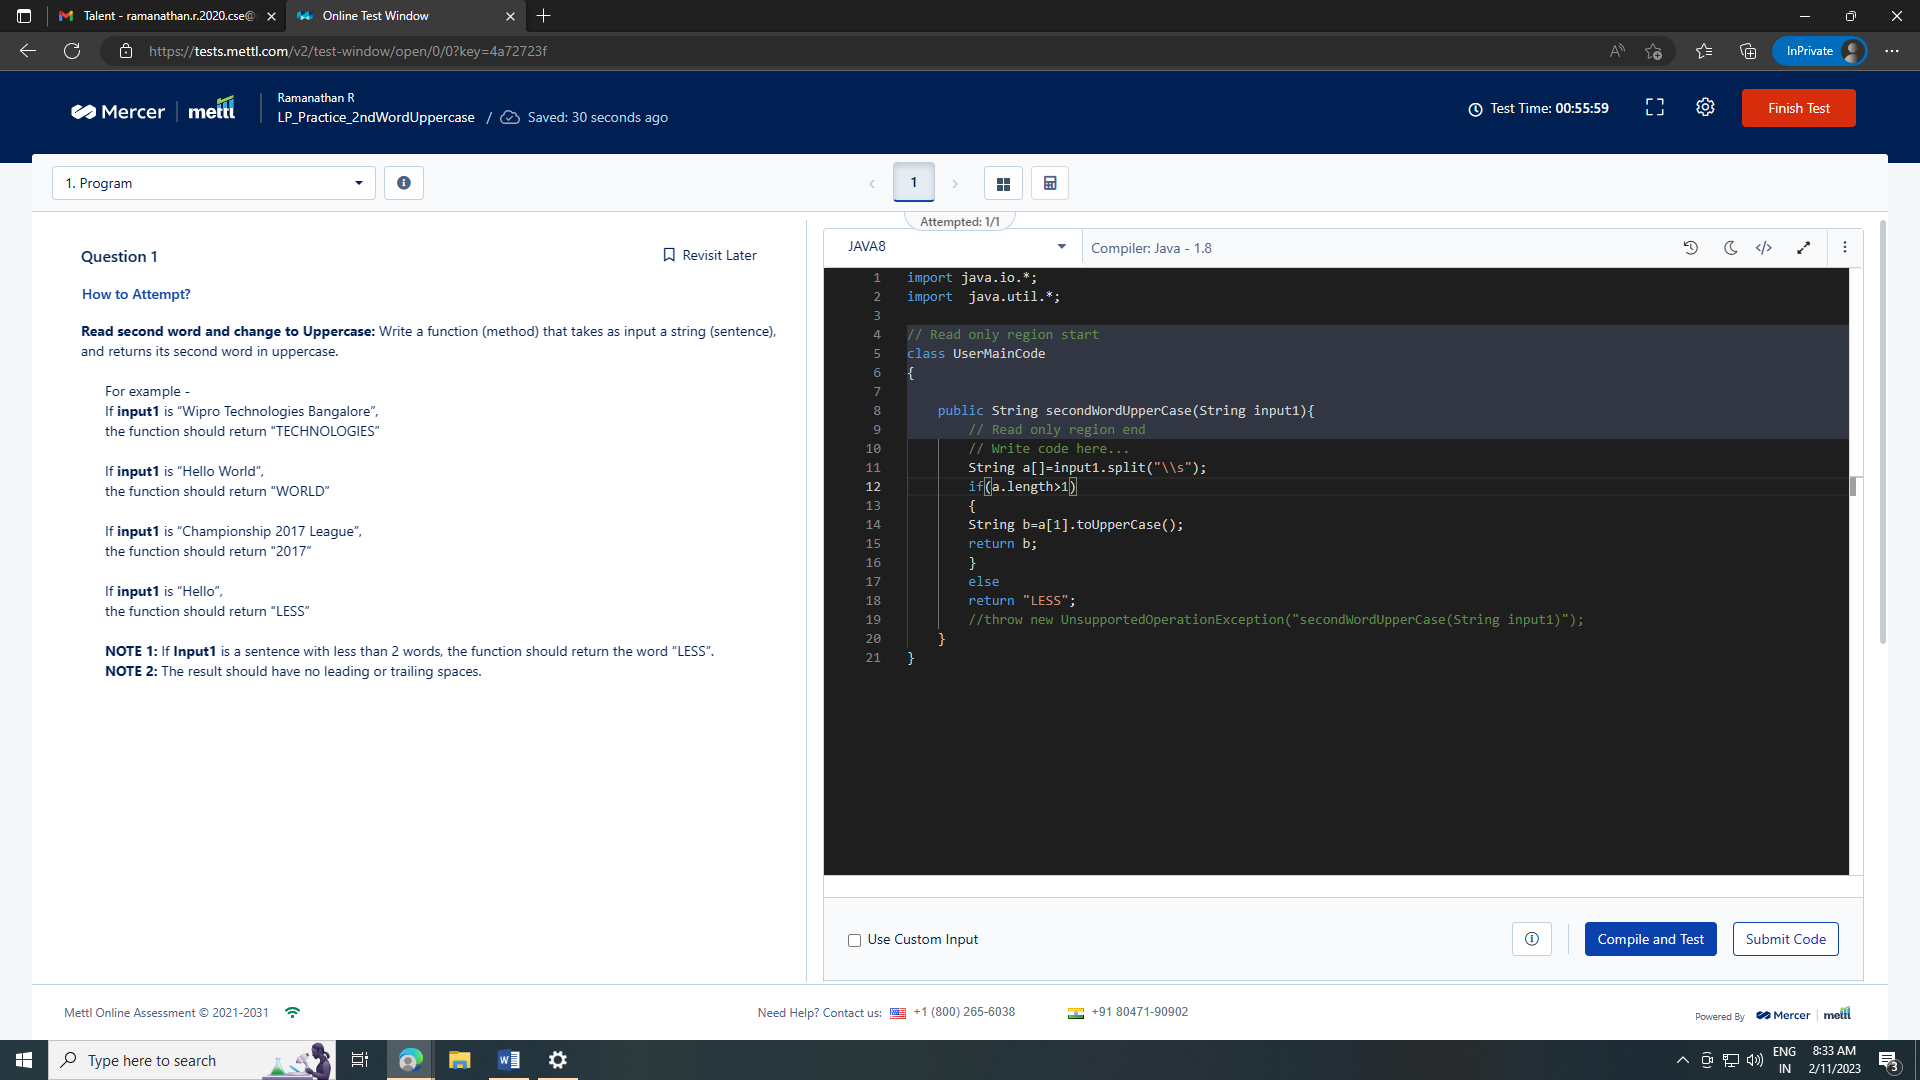 Talent - ramanathan.r.2020.cse@
Online Test Window
https://tests.mettl.com/v2/test-window/open/0/0?key=4a72723f
InPrivate
Mercer | mettl
Ramanathan R
LP_Practice_2ndWordUppercase / Saved: 30 seconds ago
Test Time: 00:55:59
Finish Test
1. Program
1
Attempted: 1/1
Question 1
Revisit Later
How to Attempt?
Read second word and change to Uppercase: Write a function (method) that takes as input a string (sentence),
and returns its second word in uppercase.
For example -
If input1 is “Wipro Technologies Bangalore”,
the function should return "TECHNOLOGIES”
If input1 is “Hello World”,
the function should return "WORLD”
If input1 is “Championship 2017 League”,
the function should return "2017”
If input1 is “Hello”,
the function should return "LESS”
NOTE 1: If Input1 is a sentence with less than 2 words, the function should return the word “LESS”.
NOTE 2: The result should have no leading or trailing spaces.
JAVA8
Compiler: Java - 1.8
1 import java.io.*;
2 import  java.util.*;
3
4 // Read only region start
5 class UserMainCode
6 {
7
8 public String secondWordUpperCase(String input1){
9 // Read only region end
10 // Write code here...
11 String a[]=input1.split("\\s");
12 if(a.length>1)
13 {
14 String b=a[1].toUpperCase();
15 return b;
16 }
17 else
18 return "LESS";
19 //throw new UnsupportedOperationException("secondWordUpperCase(String input1)");
20 }
21 }
Use Custom Input
Compile and Test
Submit Code
Mettl Online Assessment © 2021-2031
Need Help? Contact us: +1 (800) 265-6038
+91 80471-90902
Powered By Mercer | mettl
Type here to search
ENG
IN
8:33 AM
2/11/2023
3